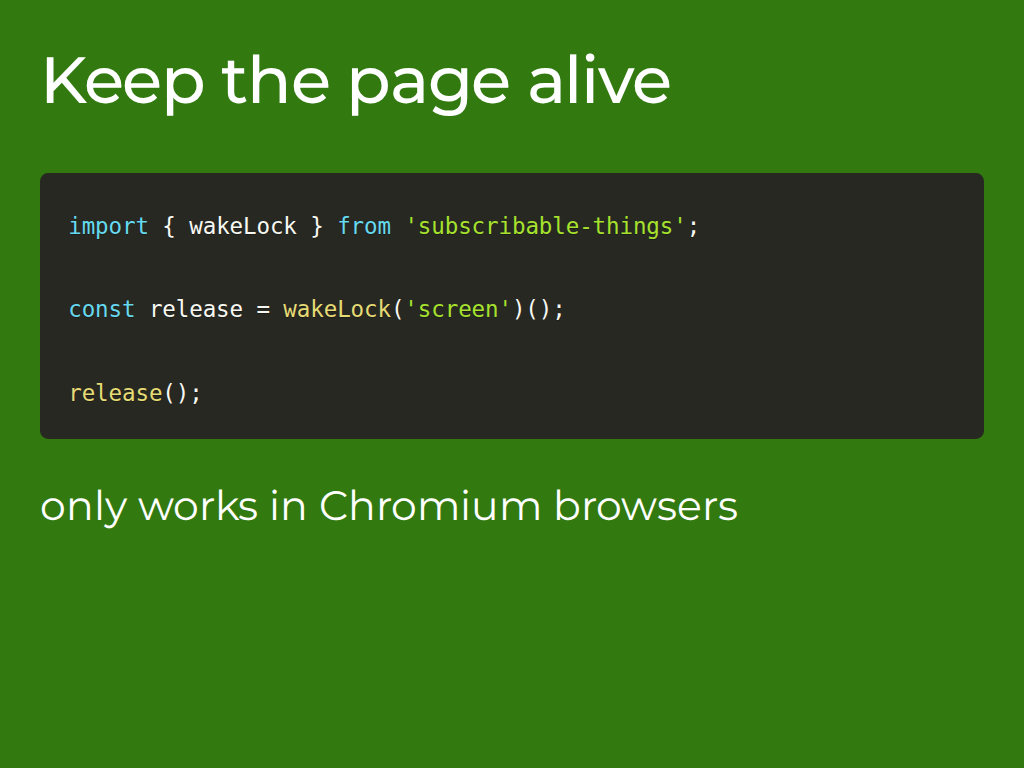 Keep the page alive
import { wakeLock } from 'subscribable-things';
const release = wakeLock('screen')();
release();
only works in Chromium browsers